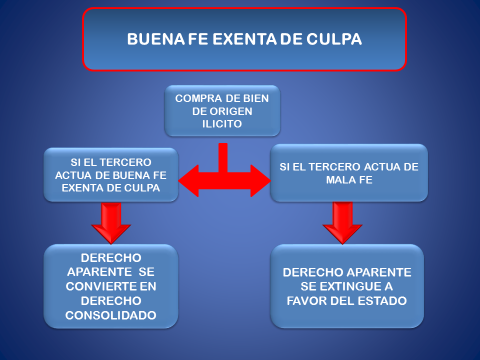 BUENA FE EXENTA DE CULPA
COMPRA DE BIEN
DE ORIGEN
ILICITO
SI EL TERCERO
ACTUA DE BUENA FE
EXENTA DE CULPA
SI EL TERCERO ACTUA DE
MALA FE
DERECHO
APARENTE SE
CONVIERTE EN
DERECHO
CONSOLIDADO
DERECHO APARENTE
SE EXTINGUE A
FAVOR DEL ESTADO